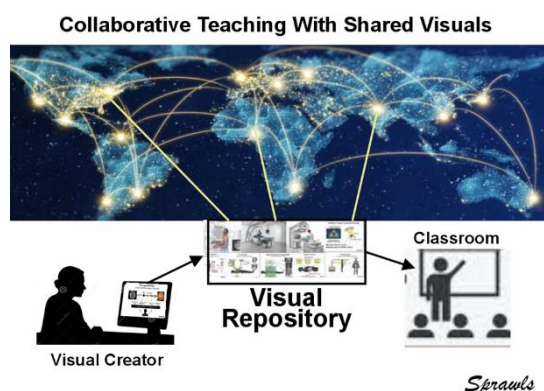 Collaborative Teaching With Shared Visuals
Classroom
Visual
Repository
Visual Creator
Sprawls